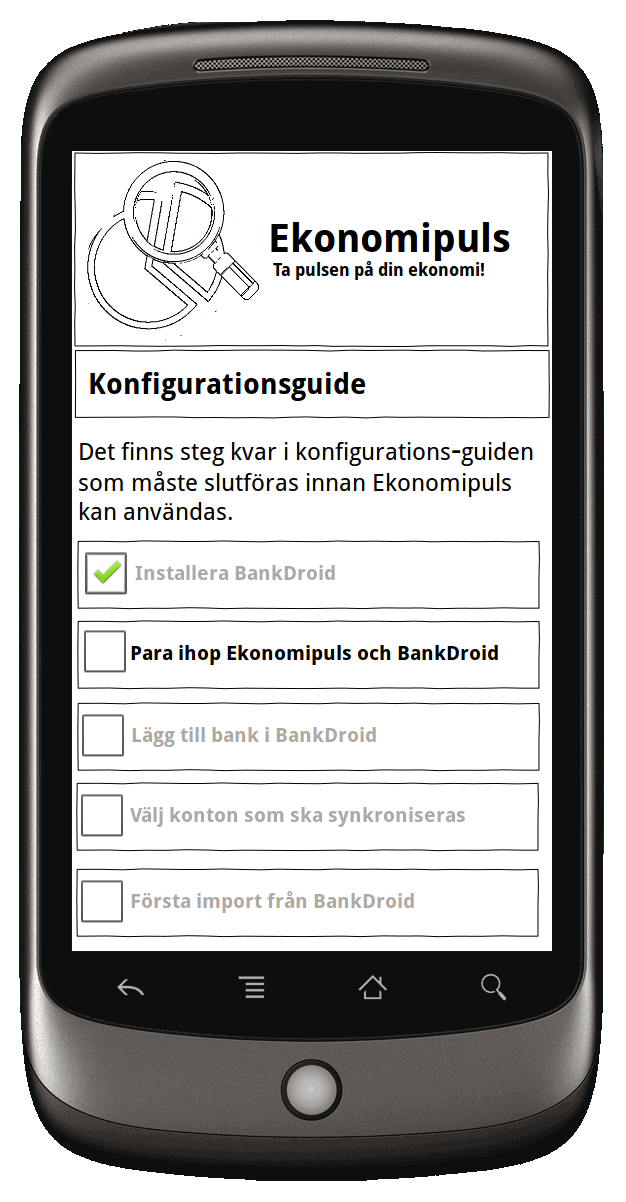 Ekonomipuls
Ta pulsen på din ekonomi!
Konfigurationsguide
Det finns steg kvar i konfigurations-guiden
som måste slutföras innan Ekonomipuls
kan användas.
Installera BankDroid
Para ihop Ekonomipuls och BankDroid
Lägg till bank i BankDroid
Välj konton som ska synkroniseras
Första import från BankDroid